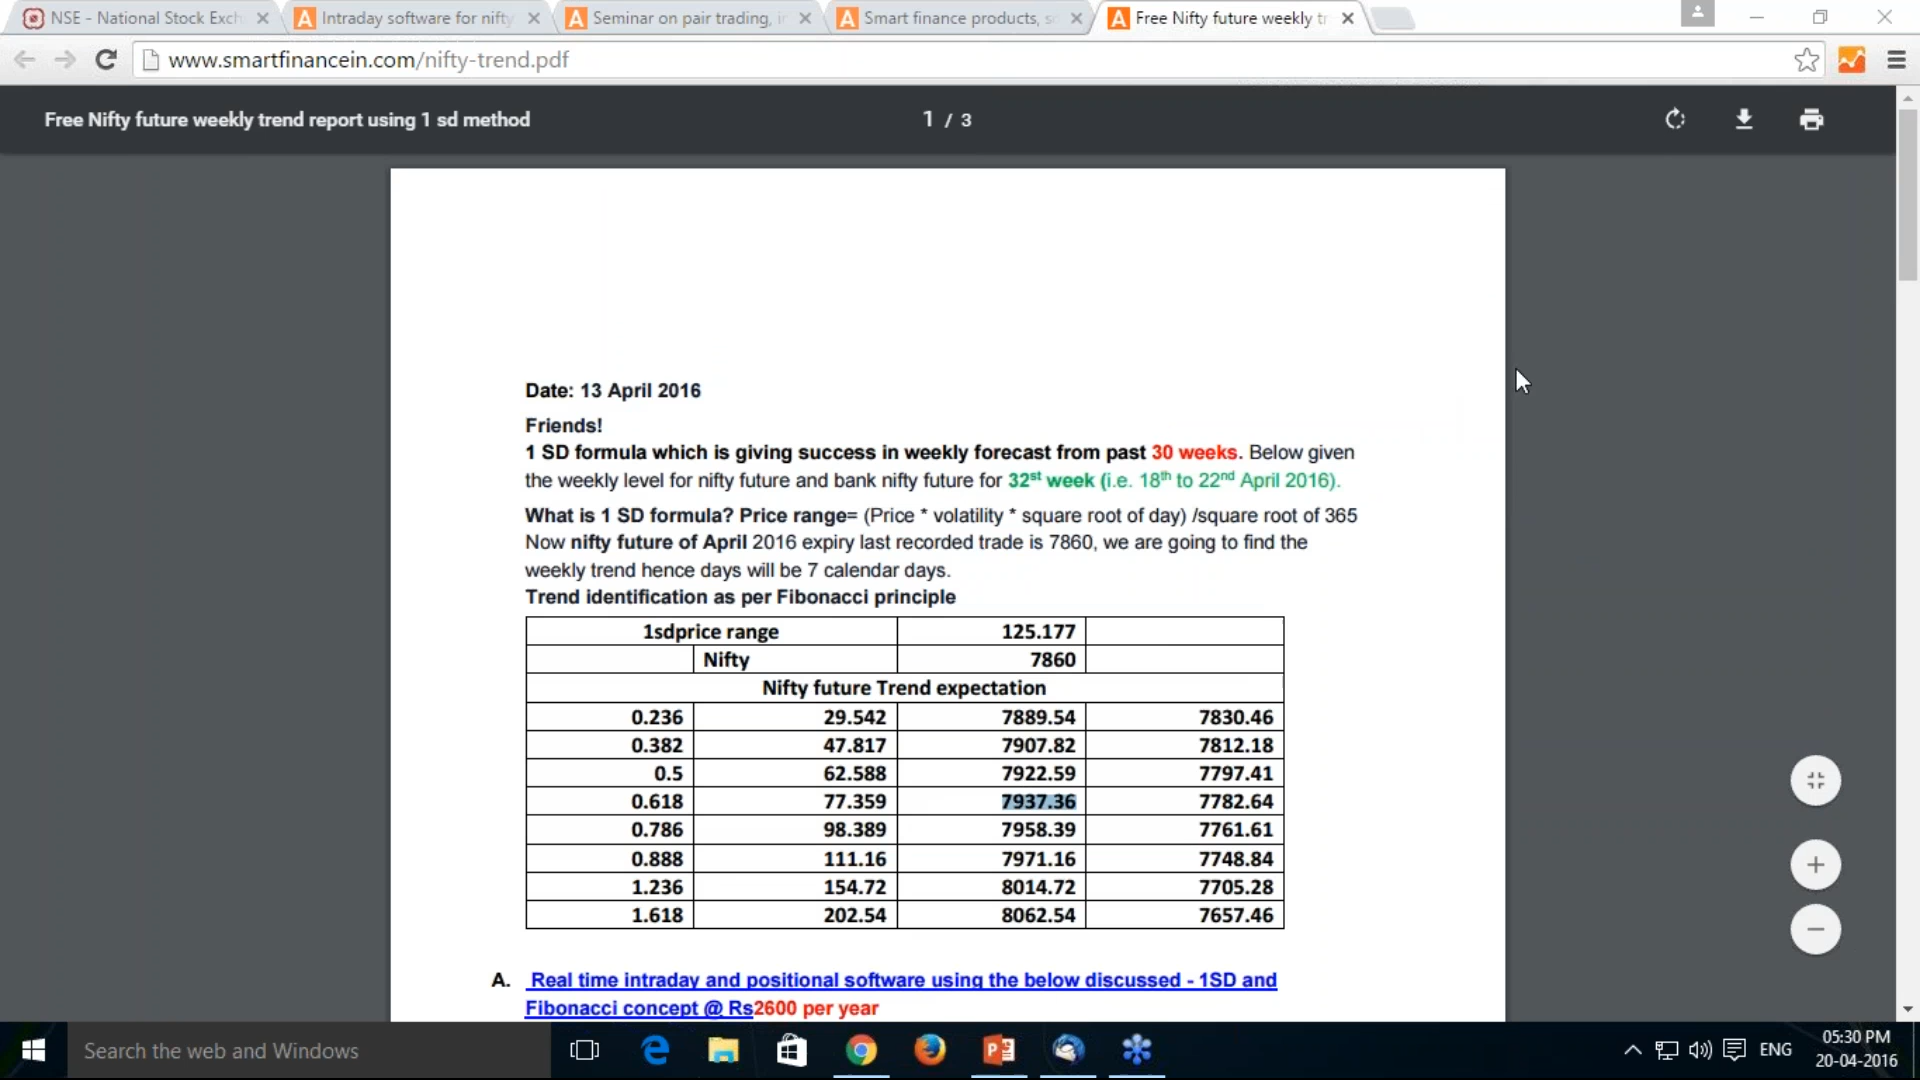 NSE - National Stock Exch
Intraday software for nifty
Seminar on pair trading, i
Smart finance products, s
Free Nifty future weekly tr
www.smartfinancein.com/nifty-trend.pdf
Free Nifty future weekly trend report using 1 sd method
1 / 3
Date: 13 April 2016
Friends!
1 SD formula which is giving success in weekly forecast from past 30 weeks. Below given
the weekly level for nifty future and bank nifty future for 32st week (i.e. 18th to 22nd April 2016).
What is 1 SD formula? Price range= (Price * volatility * square root of day) /square root of 365
Now nifty future of April 2016 expiry last recorded trade is 7860, we are going to find the
weekly trend hence days will be 7 calendar days.
Trend identification as per Fibonacci principle
1sdprice range 125.177
Nifty 7860
Nifty future Trend expectation
0.236 29.542 7889.54 7830.46
0.382 47.817 7907.82 7812.18
0.5 62.588 7922.59 7797.41
0.618 77.359 7937.36 7782.64
0.786 98.389 7958.39 7761.61
0.888 111.16 7971.16 7748.84
1.236 154.72 8014.72 7705.28
1.618 202.54 8062.54 7657.46
A. Real time intraday and positional software using the below discussed - 1SD and
Fibonacci concept @ Rs2600 per year
Search the web and Windows
ENG
05:30 PM
20-04-2016